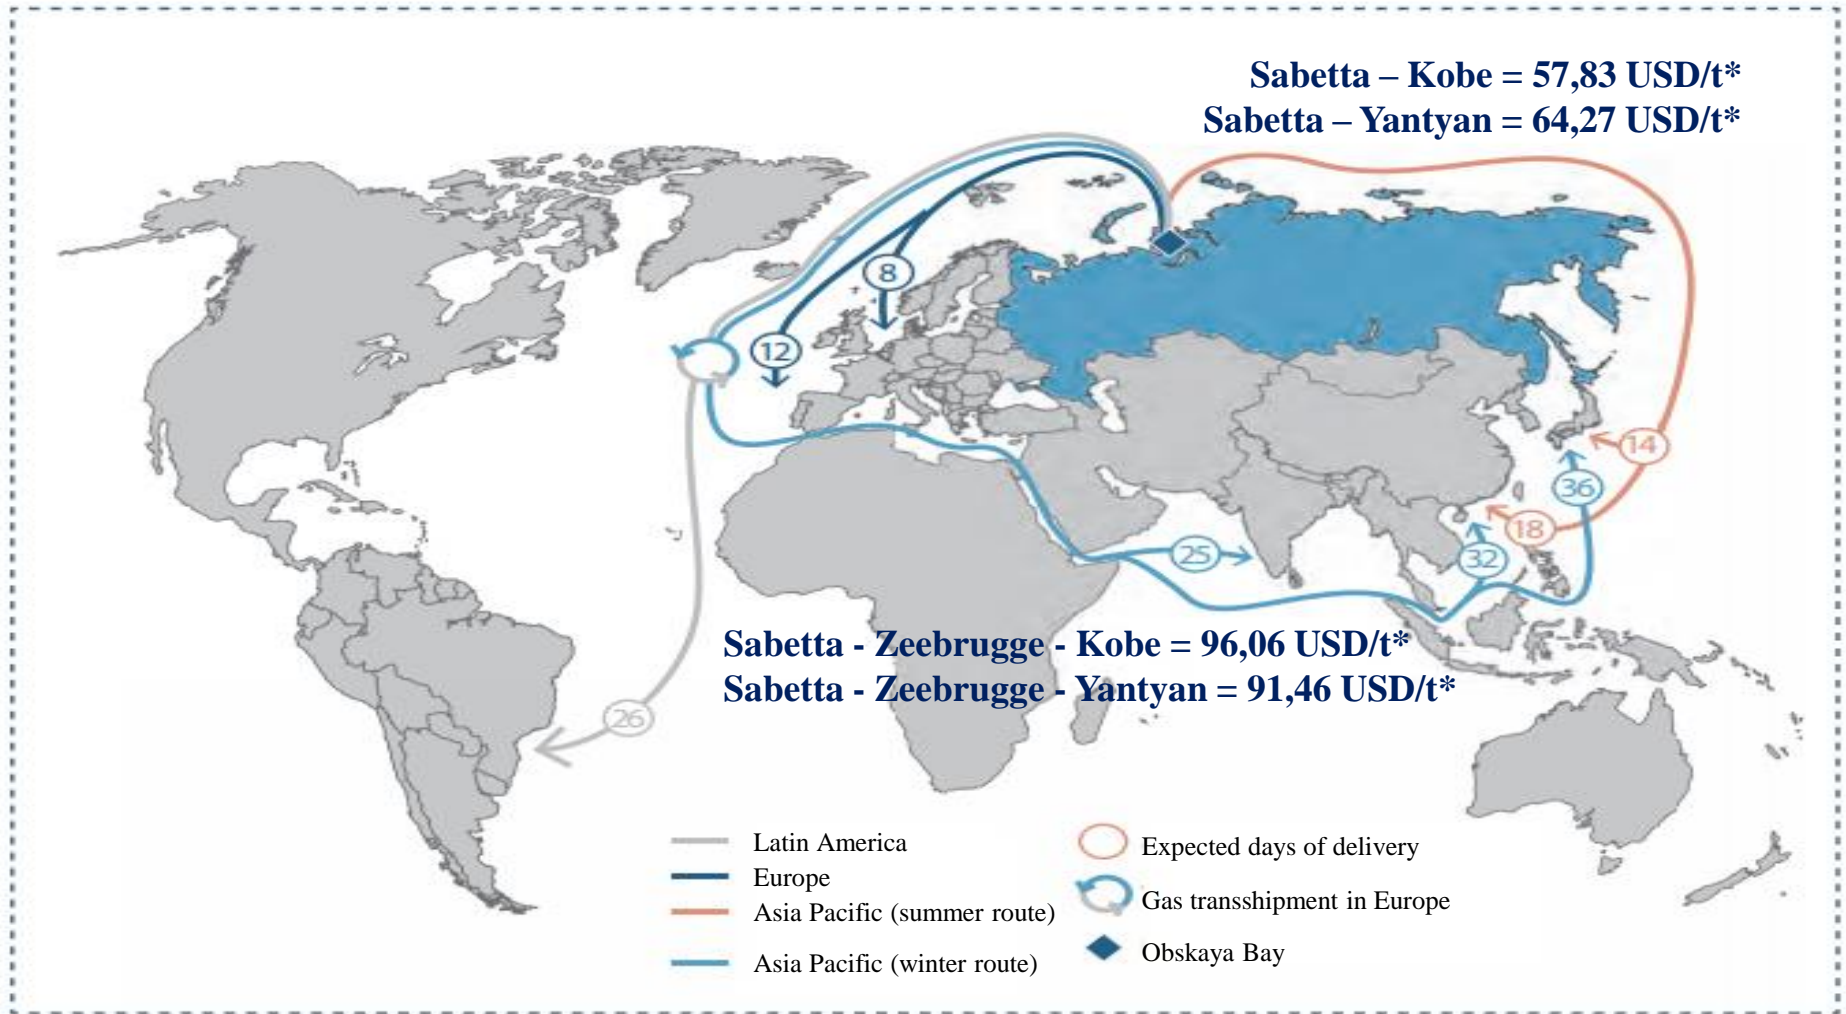 Sabetta – Kobe = 57,83 USD/t*
Sabetta – Yantyan = 64,27 USD/t*
8
12
14
36
18
25
32
Sabetta - Zeebrugge - Kobe = 96,06 USD/t*
Sabetta - Zeebrugge - Yantyan = 91,46 USD/t*
26
Latin America
Europe
Asia Pacific (summer route)
Asia Pacific (winter route)
Expected days of delivery
Gas transshipment in Europe
Obskaya Bay